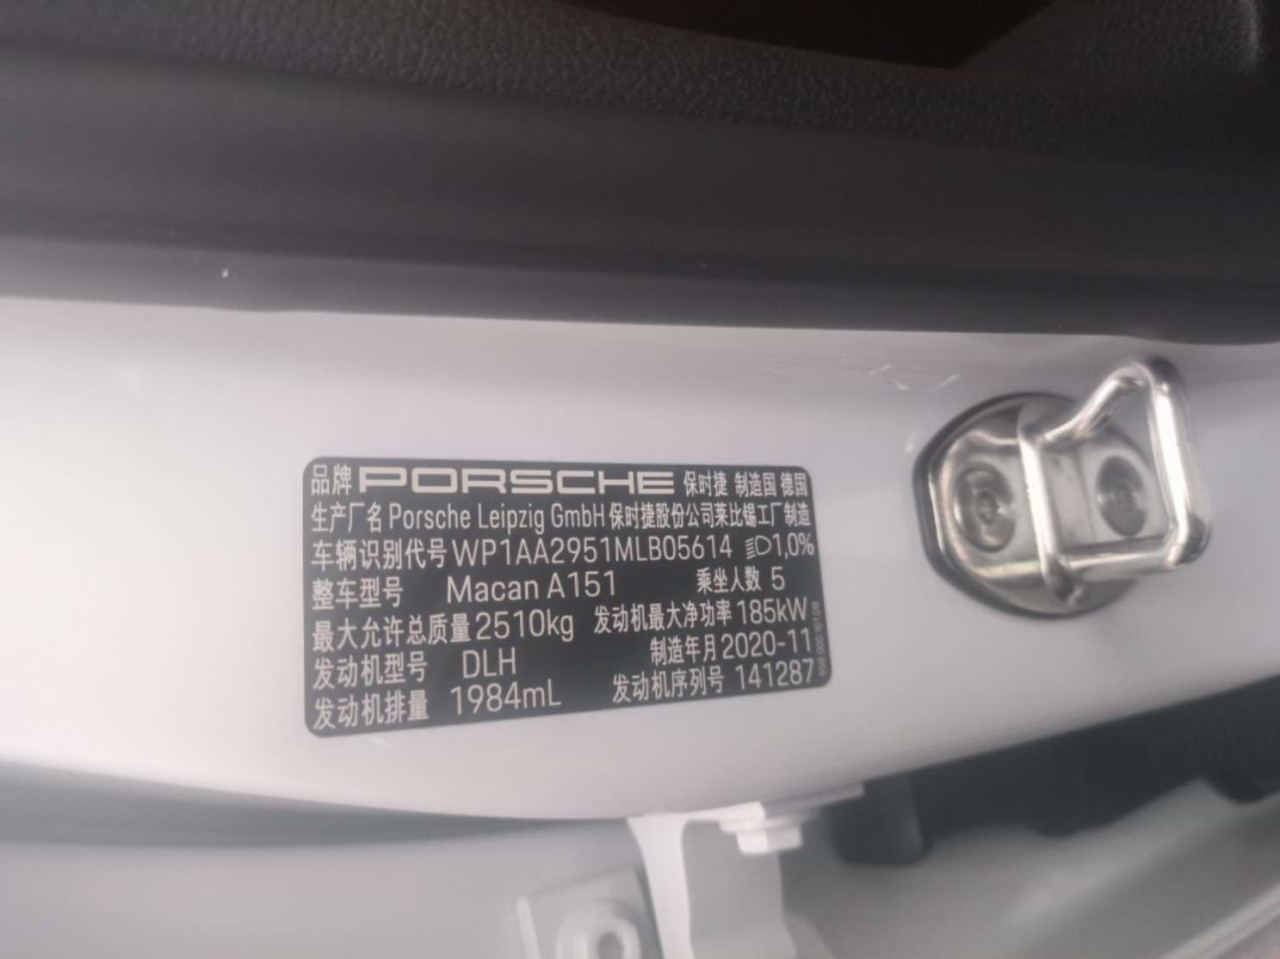 品牌 PORSCHE 保时捷 制造国 德国
生产厂名 Porsche Leipzig GmbH 保时捷股份公司莱比锡工厂制造
车辆识别代号 WP1AA2951MLB05614 1,0%
整车型号 Macan A151 乘坐人数 5
最大允许总质量 2510kg 发动机最大净功率 185kW
发动机型号 DLH 制造年月 2020-11
发动机排量 1984mL 发动机序列号 141287